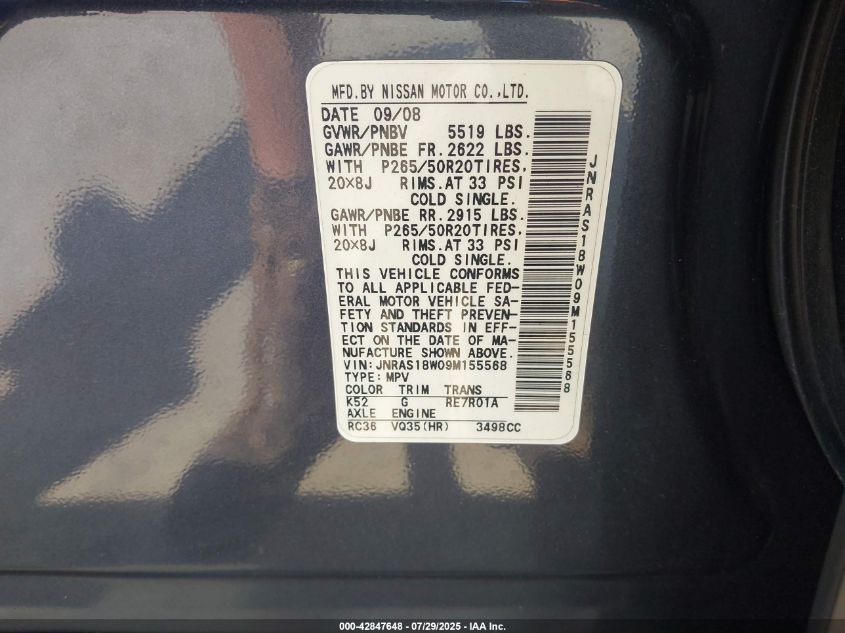 MFD.BY NISSAN MOTOR CO.,LTD.
DATE 09/08
GVWR/PNBV 5519 LBS.
GAWR/PNBE FR. 2622 LBS.
WITH P265/50R20TIRES,
20×8J RIMS.AT 33 PSI
COLD SINGLE.
GAWR/PNBE RR. 2915 LBS.
WITH P265/50R20TIRES,
20×8J RIMS.AT 33 PSI
COLD SINGLE.
THIS VEHICLE CONFORMS
TO ALL APPLICABLE FED-
ERAL MOTOR VEHICLE SA-
FETY AND THEFT PREVEN-
TION STANDARDS IN EFF-
ECT ON THE DATE OF MA-
NUFACTURE SHOWN ABOVE.
VIN:JNRAS18W09M155568
TYPE:MPV
COLOR TRIM TRANS
K52 G RE7R01A
AXLE ENGINE
RC36 VQ35(HR) 3498CC
JNRAS18W09M155568
000-42847648 - 07/29/2025 - IAA Inc.